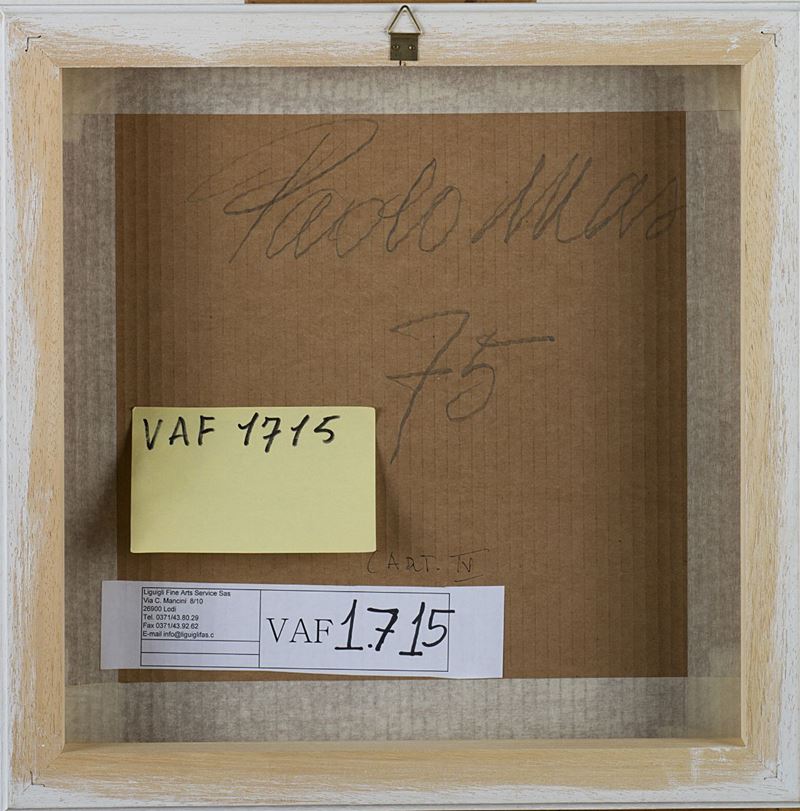 Paolo Mas
75
VAF 1715
CART. IV
Liguigli Fine Arts Service Sas
Via C. Mancini 8/10
26900 Lodi
Tel. 0371/43.80.29
Fax 0371/43.92.62
E-mail info@liguiglifas.c
VAF 1.715